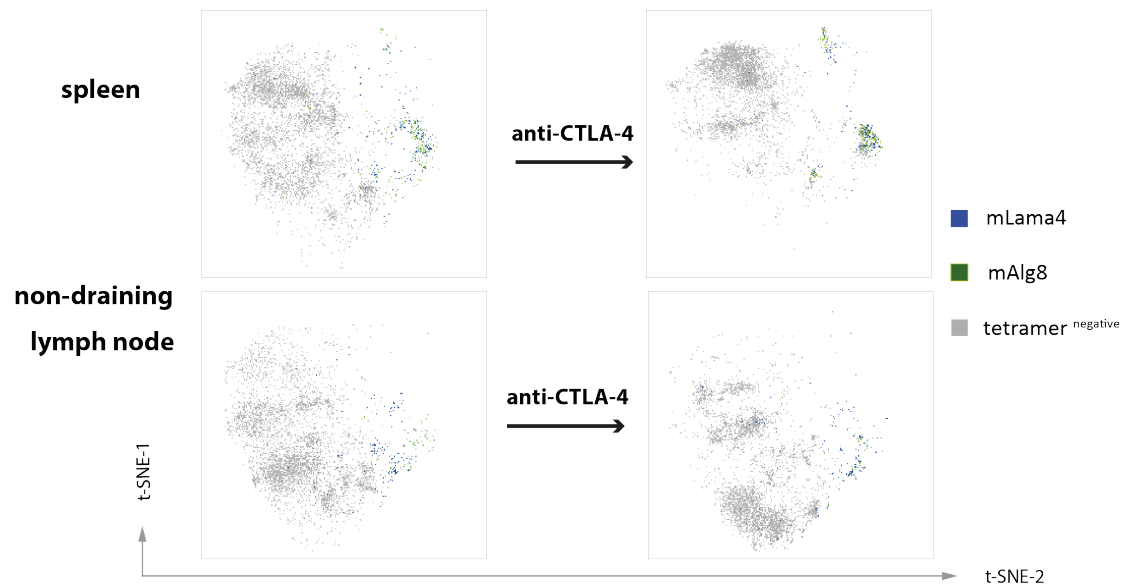 spleen
anti-CTLA-4
mLama4
mAlg8
tetramer negative
non-draining
lymph node
anti-CTLA-4
t-SNE-1
t-SNE-2